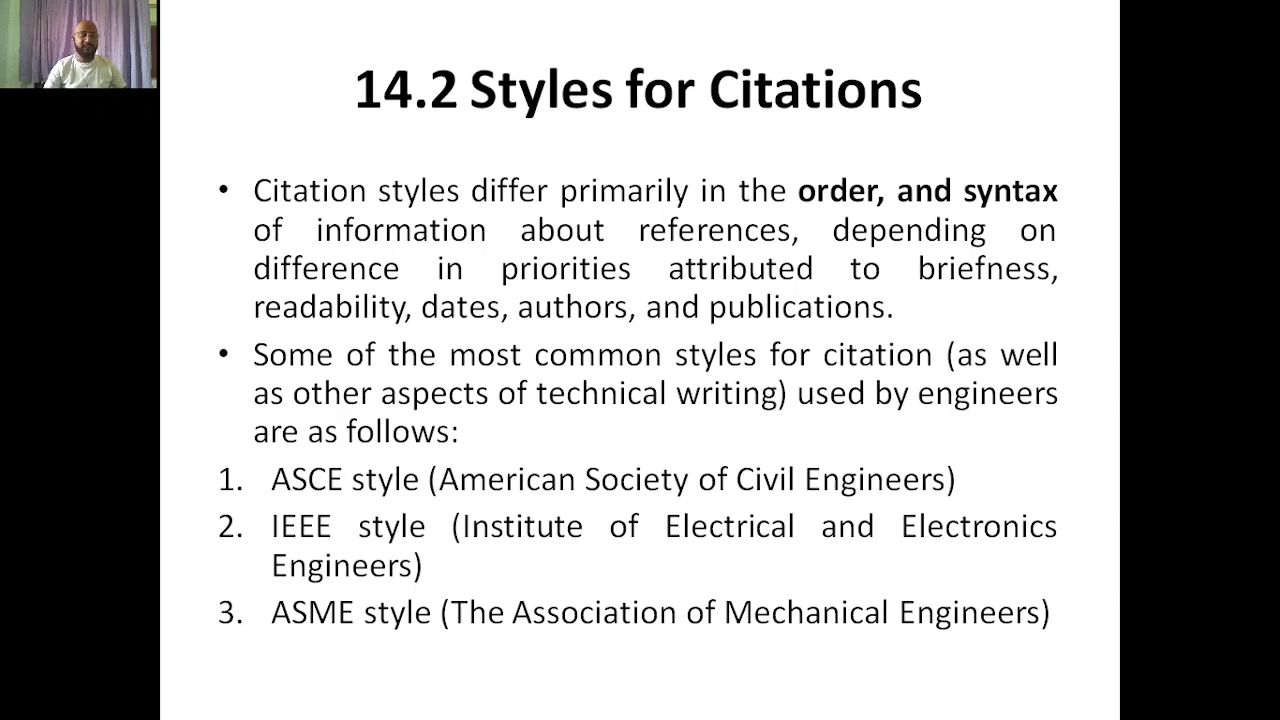 14.2 Styles for Citations
• Citation styles differ primarily in the order, and syntax
of information about references, depending on
difference in priorities attributed to briefness,
readability, dates, authors, and publications.
• Some of the most common styles for citation (as well
as other aspects of technical writing) used by engineers
are as follows:
1. ASCE style (American Society of Civil Engineers)
2. IEEE style (Institute of Electrical and Electronics
Engineers)
3. ASME style (The Association of Mechanical Engineers)